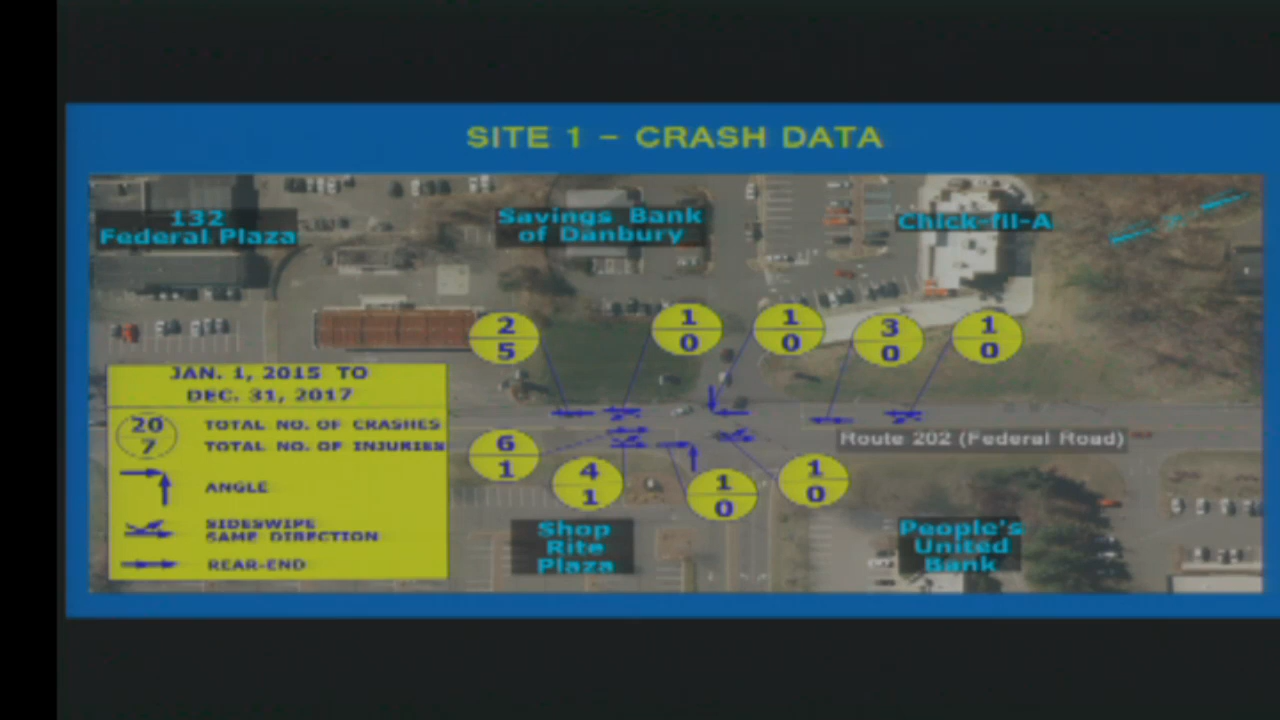 SITE 1 - CRASH DATA
132
Federal Plaza
Savings Bank
of Danbury
Chick-fil-A
2
5
1
0
1
0
3
0
1
0
JAN. 1, 2015 TO
DEC. 31, 2017
20
7
TOTAL NO. OF CRASHES
TOTAL NO. OF INJURIES
ANGLE
SIDESWIPE
SAME DIRECTION
REAR-END
6
1
4
1
1
0
1
0
Route 202 (Federal Road)
Shop
Rite
Plaza
People's
United
Bank